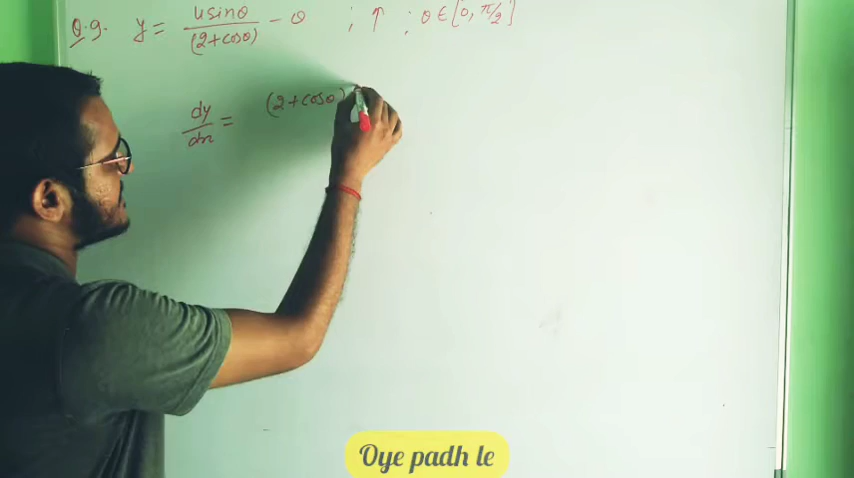 Q.9. y = 4sinθ/(2+cosθ) - θ ; ↑ ; θ ∈ [0, π/2]
dy/dx = (2+cosθ)
Oye padh le